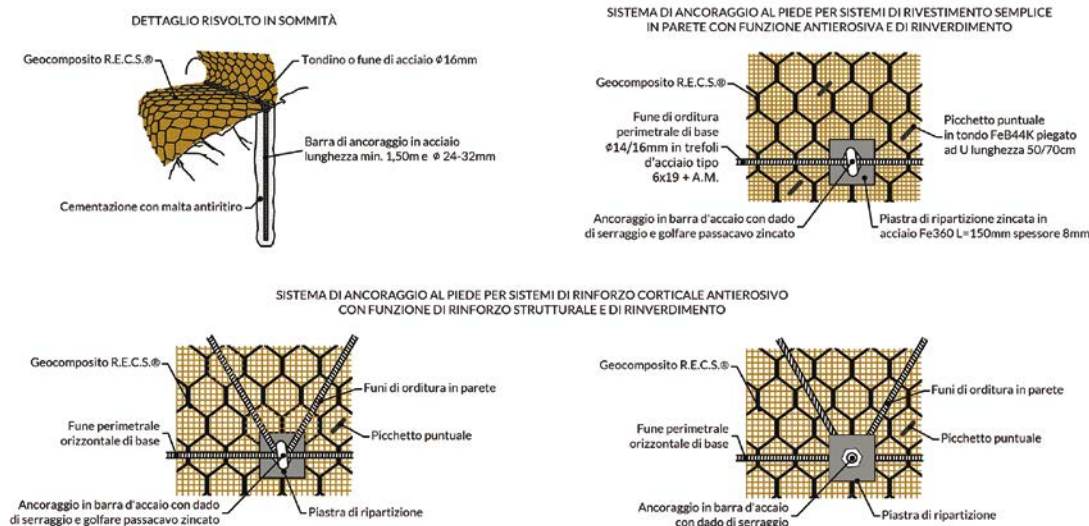 DETTAGLIO RISVOLTO IN SOMMITÀ
Geocomposito R.E.C.S.®
Tondino o fune di acciaio ϕ16mm
Barra di ancoraggio in acciaio
lunghezza min. 1,50m e ϕ 24-32mm
Cementazione con malta antiritiro
SISTEMA DI ANCORAGGIO AL PIEDE PER SISTEMI DI RIVESTIMENTO SEMPLICE
IN PARETE CON FUNZIONE ANTIEROSIVA E DI RINVERDIMENTO
Geocomposito R.E.C.S.®
Fune di orditura
perimetrale di base
ϕ14/16mm in trefoli
d'acciaio tipo
6x19 + A.M.
Picchetto puntuale
in tondo FeB44K piegato
ad U lunghezza 50/70cm
Ancoraggio in barra d'accaio con dado
di serraggio e golfare passacavo zincato
Piastra di ripartizione zincata in
acciaio Fe360 L=150mm spessore 8mm
SISTEMA DI ANCORAGGIO AL PIEDE PER SISTEMI DI RINFORZO CORTICALE ANTIEROSIVO
CON FUNZIONE DI RINFORZO STRUTTURALE E DI RINVERDIMENTO
Geocomposito R.E.C.S.®
Funi di orditura in parete
Fune perimetrale
orizzontale di base
Picchetto puntuale
Ancoraggio in barra d'accaio con dado
di serraggio e golfare passacavo zincato
Piastra di ripartizione
Geocomposito R.E.C.S.®
Funi di orditura in parete
Fune perimetrale
orizzontale di base
Picchetto puntuale
Ancoraggio in barra d'accaio
con dado di serraggio
Piastra di ripartizione